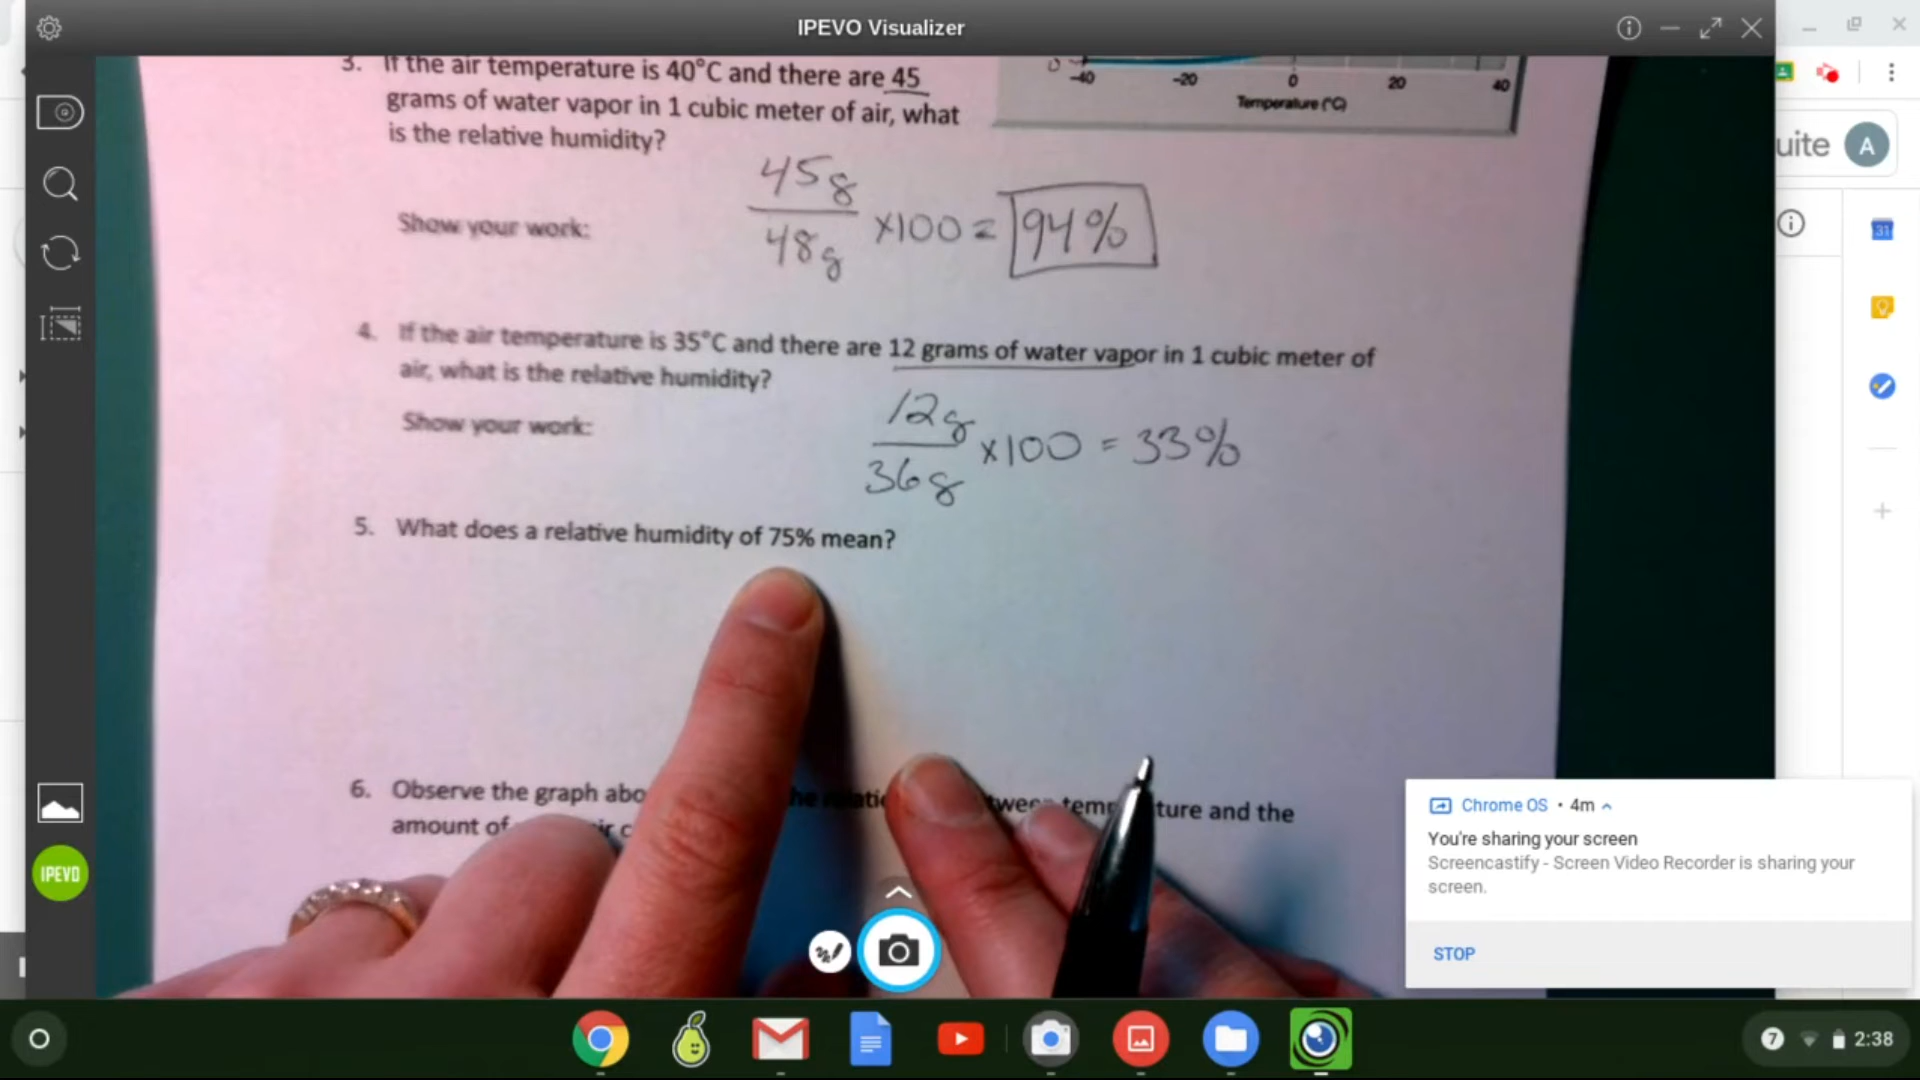 IPEVO Visualizer
3. If the air temperature is 40°C and there are 45
grams of water vapor in 1 cubic meter of air, what
is the relative humidity?
0
-40 -20 0 20 40
Temperature (°C)
Show your work:
45g
48g
×100 = 94%
4. If the air temperature is 35°C and there are 12 grams of water vapor in 1 cubic meter of
air, what is the relative humidity?
Show your work:
12g
36g
×100 = 33%
5. What does a relative humidity of 75% mean?
6. Observe the graph
ture and the
amount of
uite A
31
IPEVO
Chrome OS • 4m
You're sharing your screen
Screencastify - Screen Video Recorder is sharing your
screen.
STOP
7 2:38